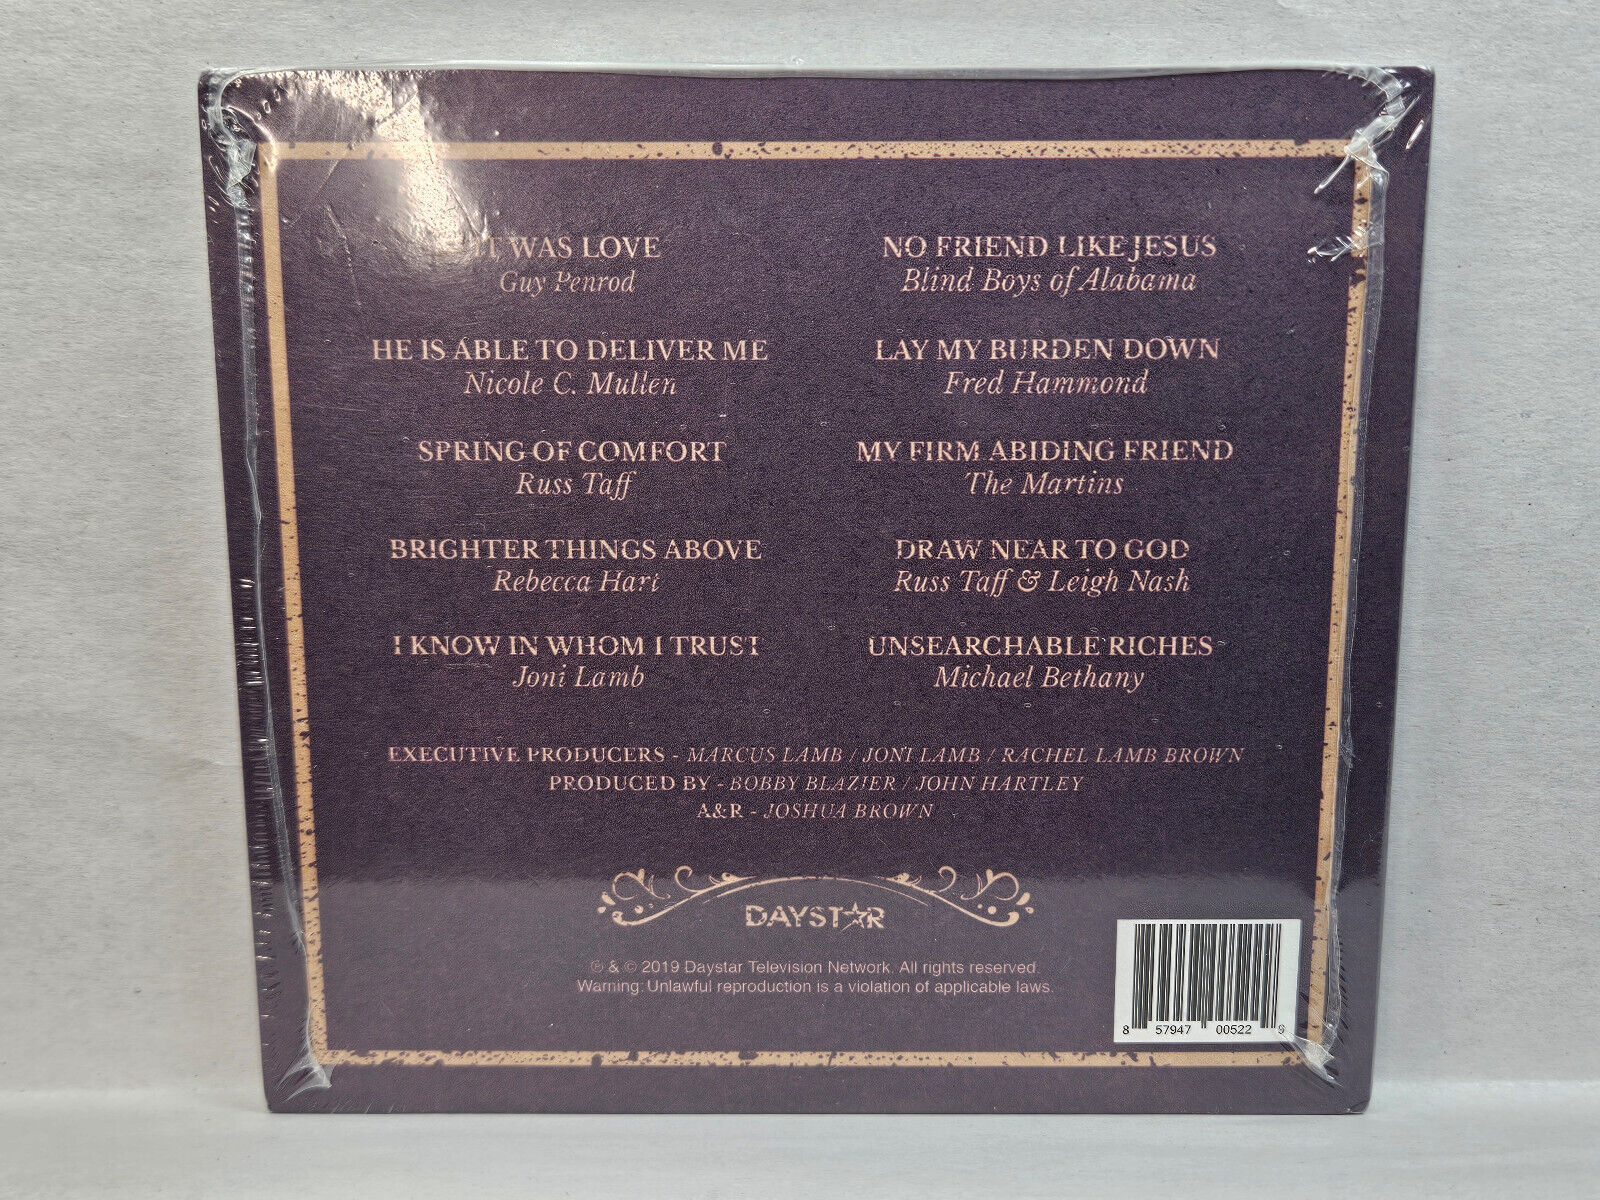 IT WAS LOVE
Guy Penrod
HE IS ABLE TO DELIVER ME
Nicole C. Mullen
SPRING OF COMFORT
Russ Taff
BRIGHTER THINGS ABOVE
Rebecca Hart
I KNOW IN WHOM I TRUST
Joni Lamb
NO FRIEND LIKE JESUS
Blind Boys of Alabama
LAY MY BURDEN DOWN
Fred Hammond
MY FIRM ABIDING FRIEND
The Martins
DRAW NEAR TO GOD
Russ Taff & Leigh Nash
UNSEARCHABLE RICHES
Michael Bethany
EXECUTIVE PRODUCERS - MARCUS LAMB / JONI LAMB / RACHEL LAMB BROWN
PRODUCED BY - BOBBY BLAZIER / JOHN HARTLEY
A&R - JOSHUA BROWN
DAYSTAR
℗ & © 2019 Daystar Television Network. All rights reserved.
Warning: Unlawful reproduction is a violation of applicable laws.
8 57947 00522 9